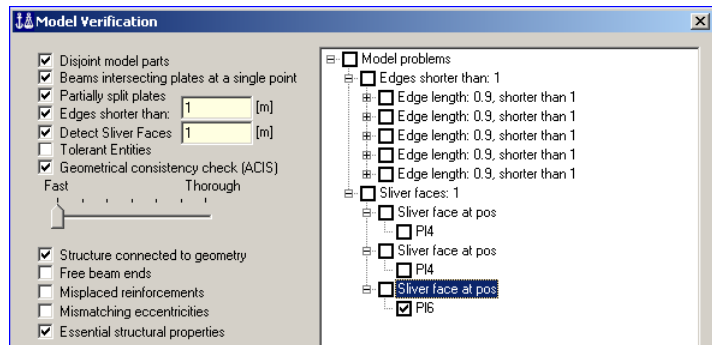 Model Verification
Disjoint model parts
Beams intersecting plates at a single point
Partially split plates
Edges shorter than: 1 [m]
Detect Sliver Faces 1 [m]
Tolerant Entities
Geometrical consistency check (ACIS)
Fast Thorough
Structure connected to geometry
Free beam ends
Misplaced reinforcements
Mismatching eccentricities
Essential structural properties
Model problems
Edges shorter than: 1
Edge length: 0.9, shorter than 1
Edge length: 0.9, shorter than 1
Edge length: 0.9, shorter than 1
Edge length: 0.9, shorter than 1
Edge length: 0.9, shorter than 1
Sliver faces: 1
Sliver face at pos
Pl4
Sliver face at pos
Pl4
Sliver face at pos
Pl6